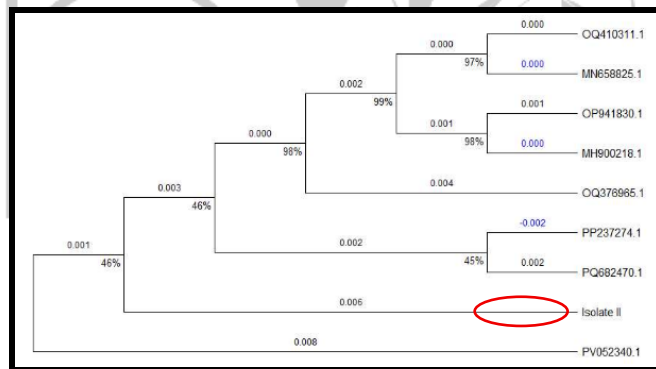 0.000
OQ410311.1
0.000
97%
0.000
MN658825.1
0.002
99%
0.001
OP941830.1
0.001
0.000
98%
0.000
MH900218.1
98%
0.003
0.004
OQ376965.1
46%
-0.002
PP237274.1
0.001
0.002
46%
45%
0.002
PQ682470.1
0.006
Isolate II
0.008
PV052340.1